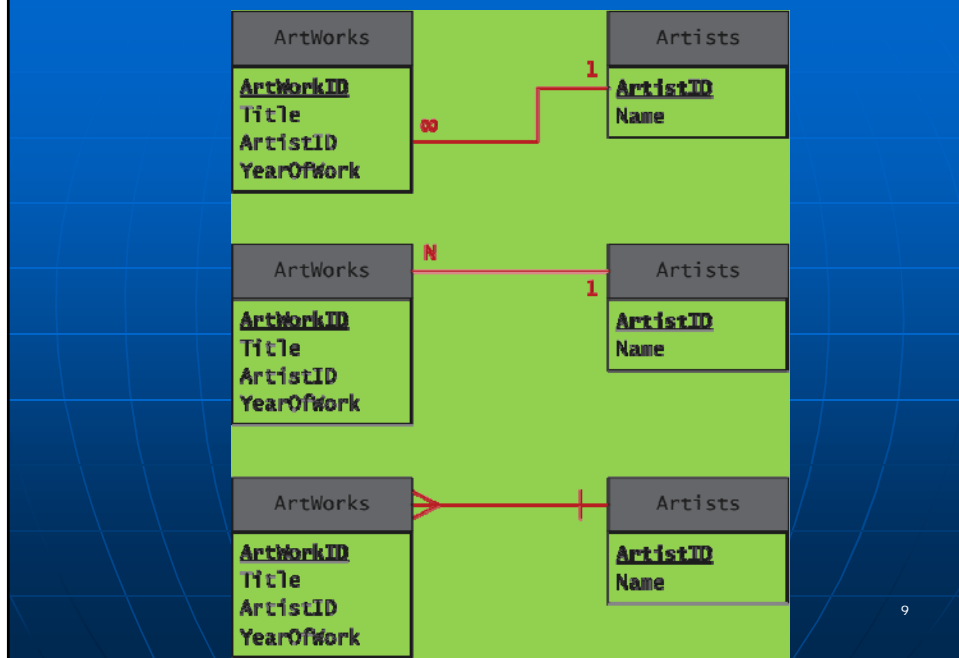 ArtWorks
ArtWorkID
Title
ArtistID
YearOfWork
∞
1
Artists
ArtistID
Name
ArtWorks
ArtWorkID
Title
ArtistID
YearOfWork
N
1
Artists
ArtistID
Name
ArtWorks
ArtWorkID
Title
ArtistID
YearOfWork
Artists
ArtistID
Name
9